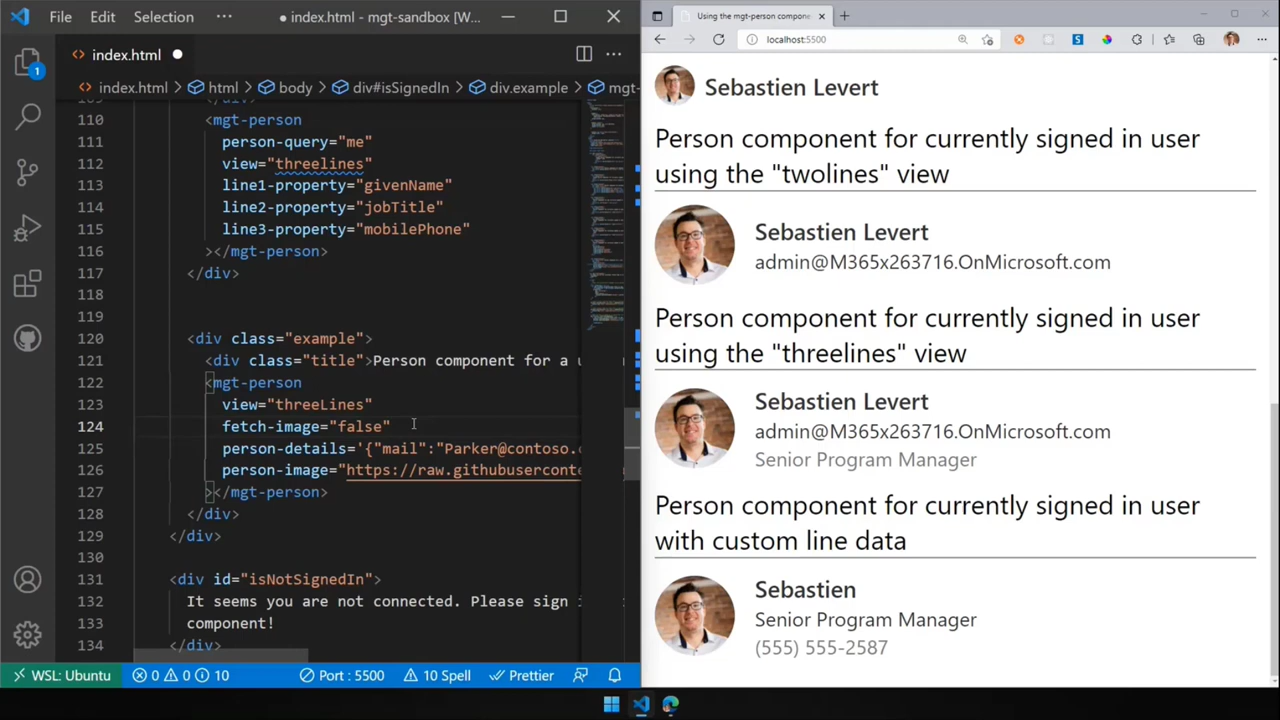 File Edit Selection ··· ● index.html - mgt-sandbox [W...
index.html
index.html > html > body > div#isSignedIn > div.example > mgt-
1
110 <mgt-person
111 person-query="me"
112 view="threelines"
113 line1-property="givenName"
114 line2-property="jobTitle"
115 line3-property="mobilePhone"
116 ></mgt-person>
117 </div>
118
119
120 <div class="example">
121 <div class="title">Person component for a u
122 <mgt-person
123 view="threeLines"
124 fetch-image="false"
125 person-details='{"mail":"Parker@contoso.
126 person-image="https://raw.githubuserconte
127 ></mgt-person>
128 </div>
129 </div>
130
131 <div id="isNotSignedIn">
132 It seems you are not connected. Please sign
133 component!
134 </div>
WSL: Ubuntu 0 0 10 Port : 5500 10 Spell Prettier
Using the mgt-person compone
localhost:5500
Sebastien Levert
Person component for currently signed in user
using the "twolines" view
Sebastien Levert
admin@M365x263716.OnMicrosoft.com
Person component for currently signed in user
using the "threelines" view
Sebastien Levert
admin@M365x263716.OnMicrosoft.com
Senior Program Manager
Person component for currently signed in user
with custom line data
Sebastien
Senior Program Manager
(555) 555-2587